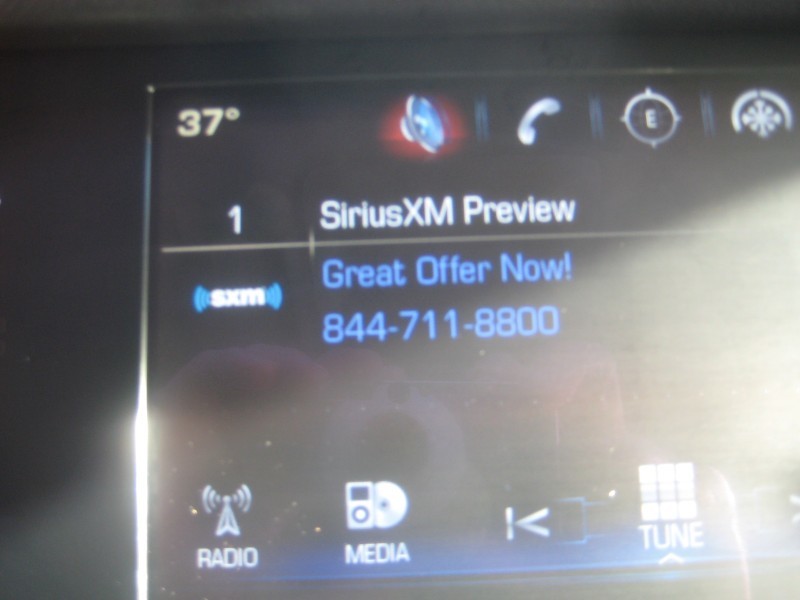 37°
E
1
SiriusXM Preview
sxm
Great Offer Now!
844-711-8800
RADIO
MEDIA
TUNE